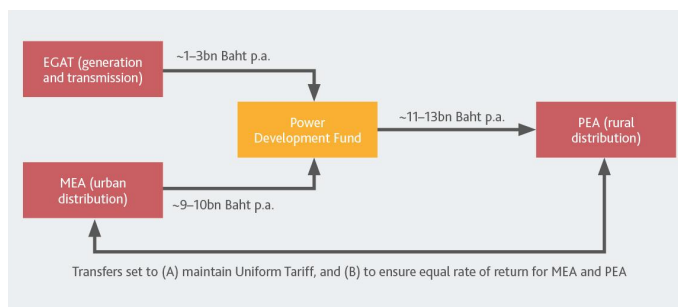 EGAT (generation
and transmission)
~1–3bn Baht p.a.
Power
Development Fund
~11–13bn Baht p.a.
PEA (rural
distribution)
MEA (urban
distribution)
~9–10bn Baht p.a.
Transfers set to (A) maintain Uniform Tariff, and (B) to ensure equal rate of return for MEA and PEA